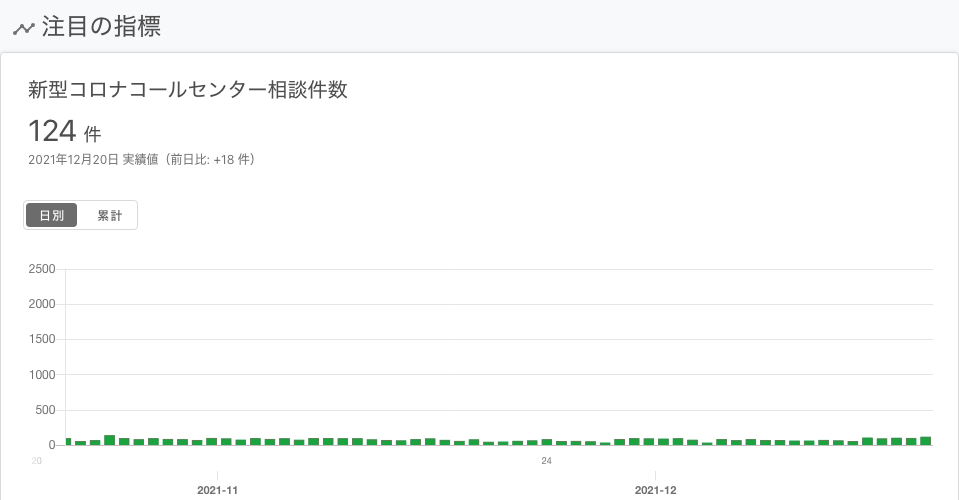 注目の指標
新型コロナコールセンター相談件数
124 件
2021年12月20日 実績値（前日比: +18 件）
日別 累計
2500
2000
1500
1000
500
0
20 24
2021-11 2021-12